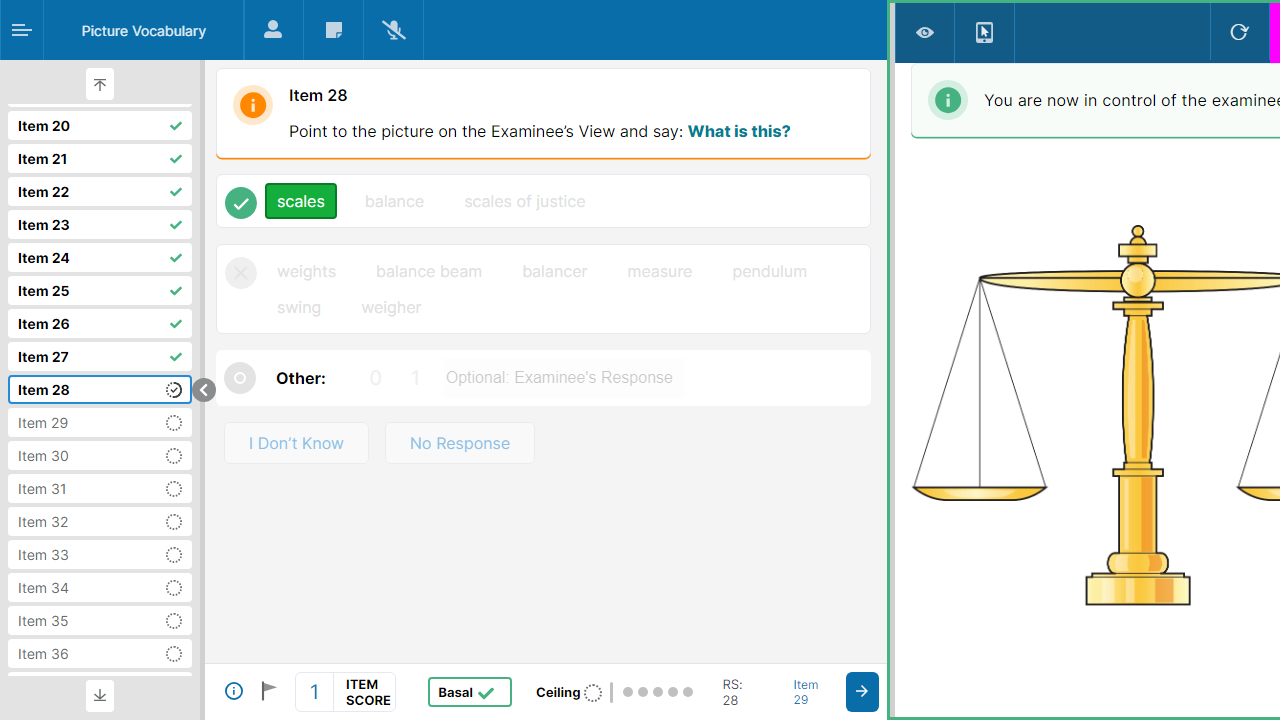 Picture Vocabulary
Item 20
Item 21
Item 22
Item 23
Item 24
Item 25
Item 26
Item 27
Item 28
Item 29
Item 30
Item 31
Item 32
Item 33
Item 34
Item 35
Item 36
Item 28
Point to the picture on the Examinee’s View and say: What is this?
scales balance scales of justice
weights balance beam balancer measure pendulum
swing weigher
Other: 0 1 Optional: Examinee's Response
I Don’t Know No Response
1 ITEM SCORE Basal Ceiling RS: 28 Item 29
You are now in control of the examinee